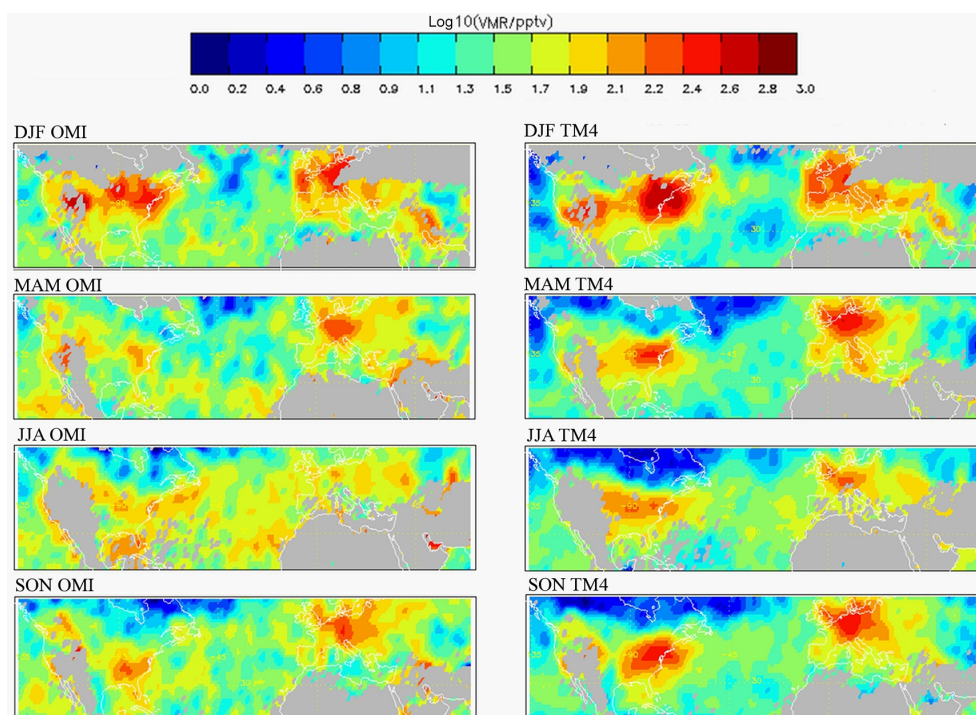 Log10(VMR/pptv)
0.0 0.2 0.4 0.6 0.8 0.9 1.1 1.3 1.5 1.7 1.9 2.1 2.2 2.4 2.6 2.8 3.0
DJF OMI DJF TM4
MAM OMI MAM TM4
JJA OMI JJA TM4
SON OMI SON TM4